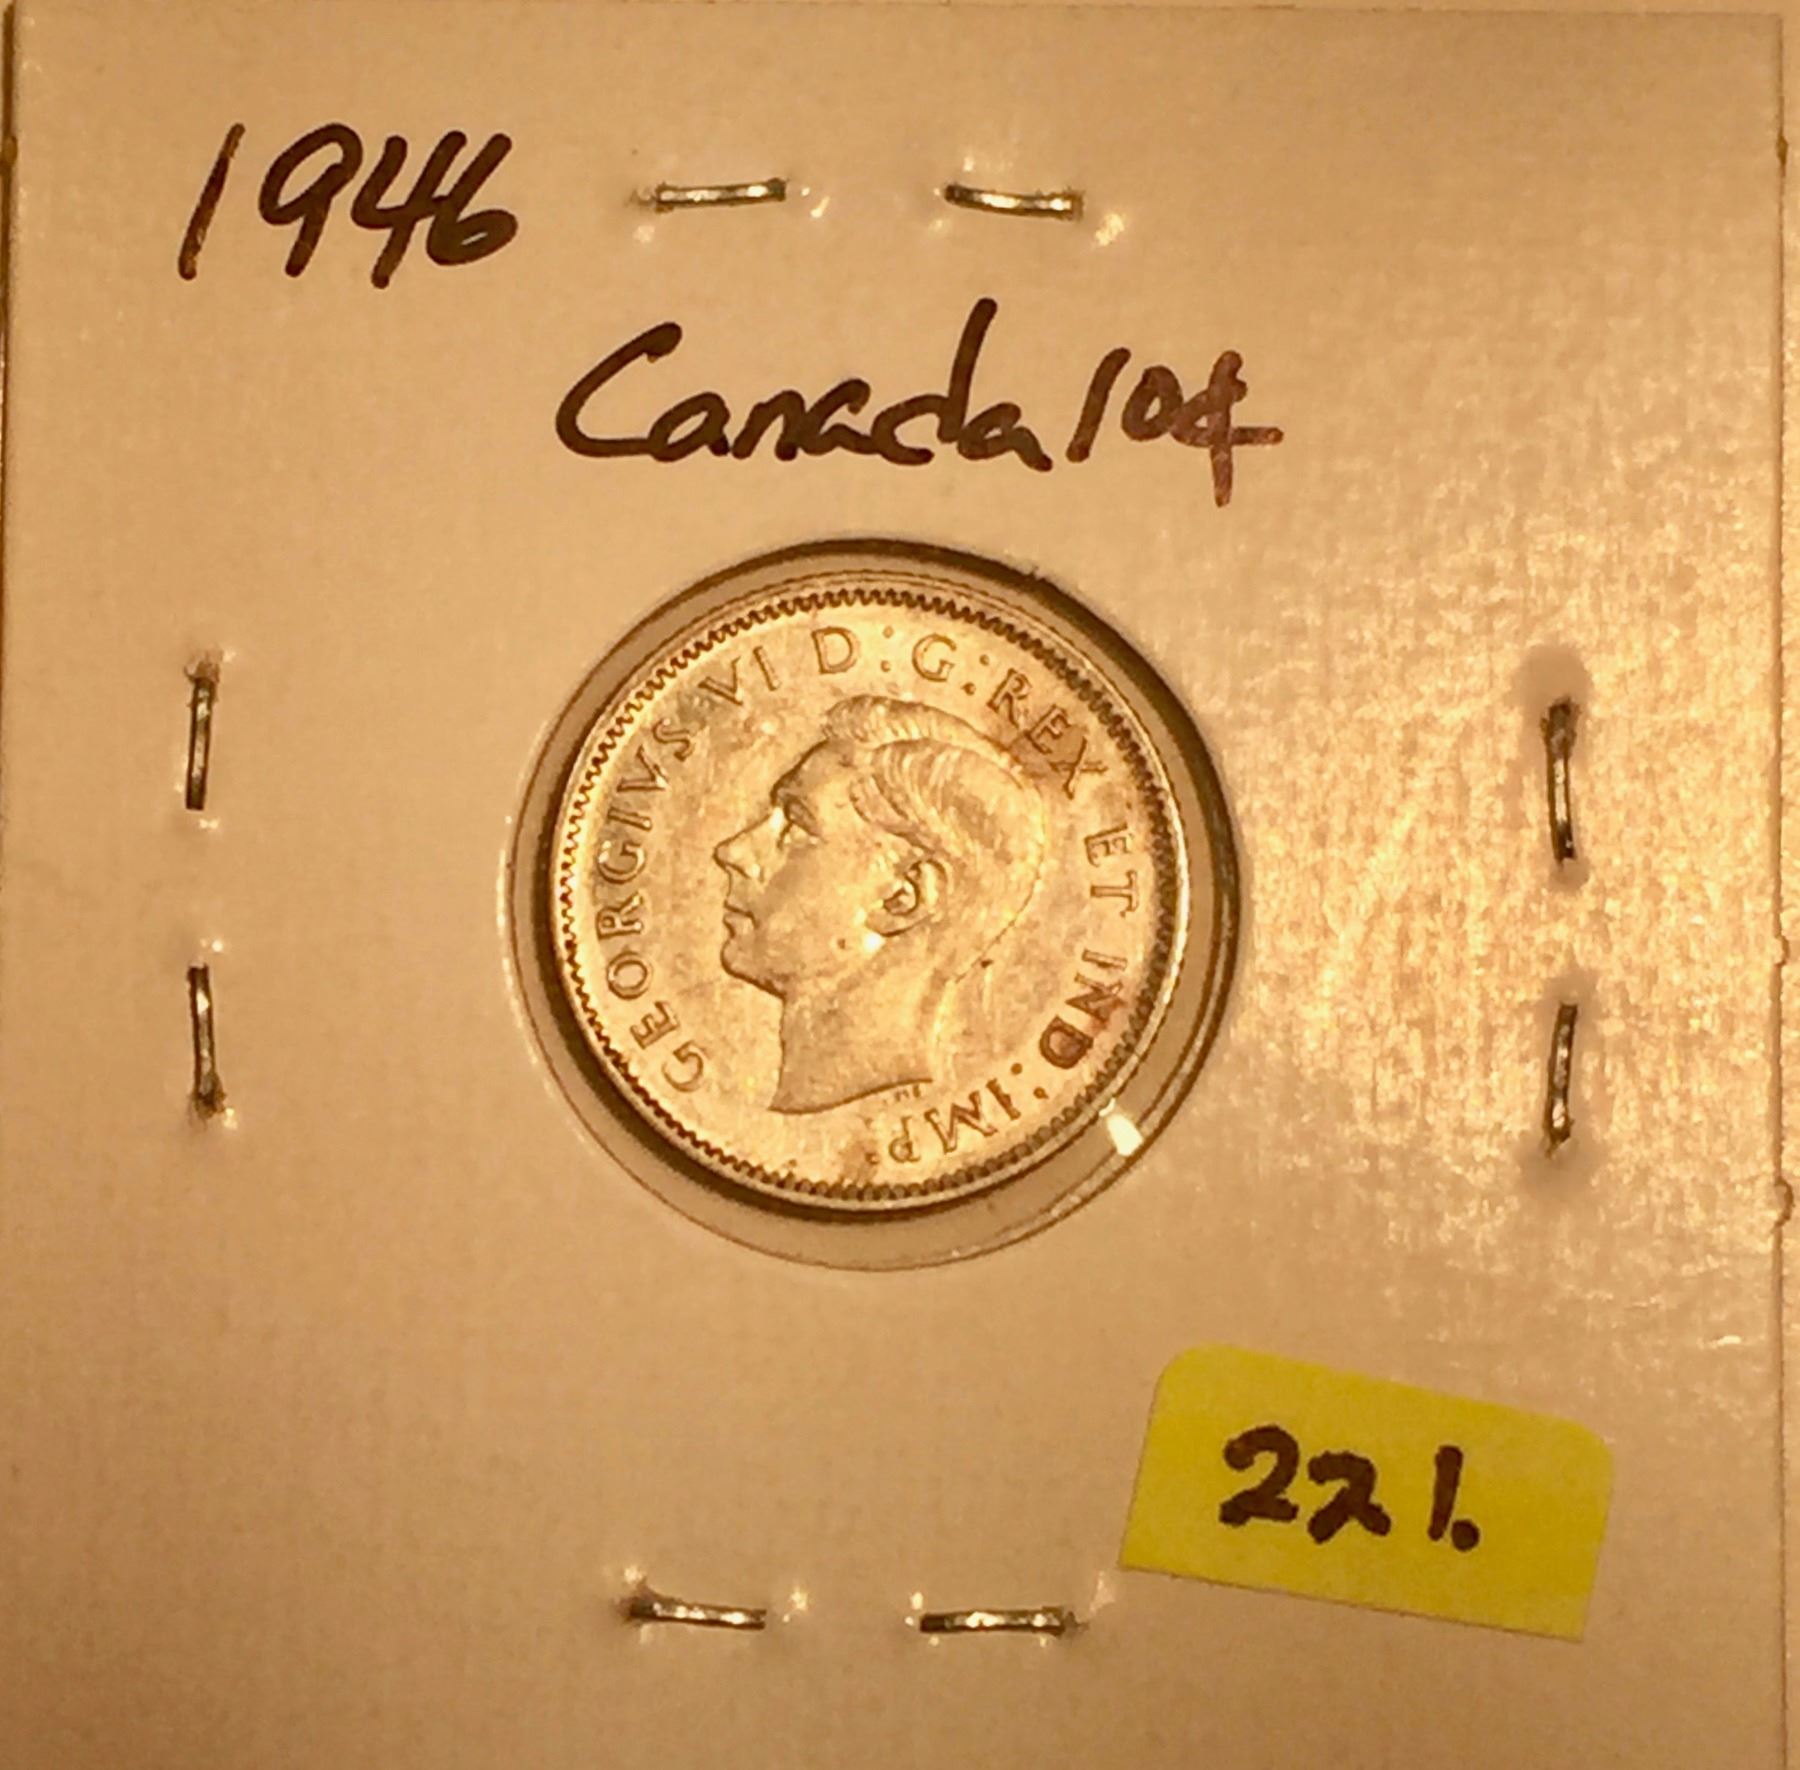 1946
Canada 10¢
GEORGIVS VI D:G:REX ET IND:IMP.
221.